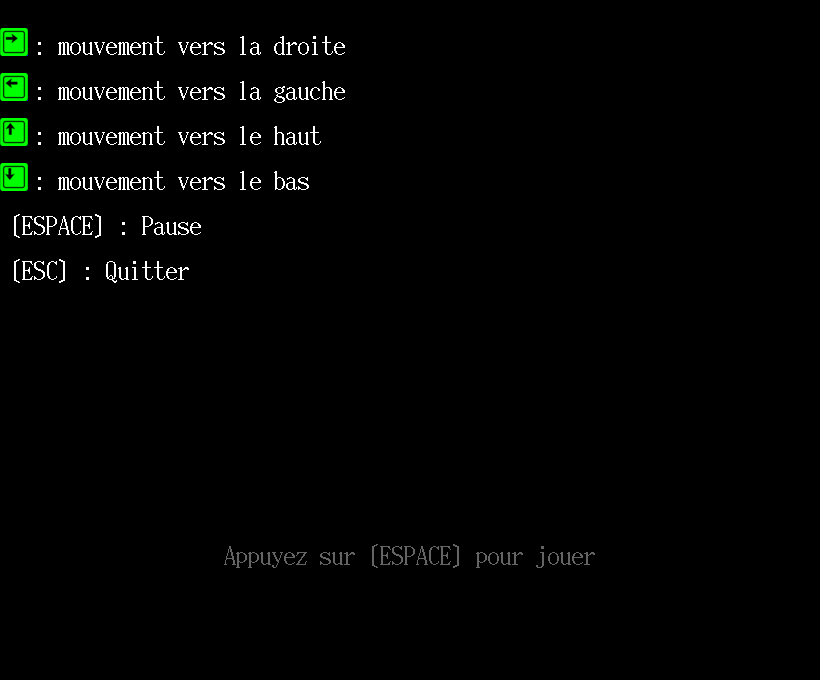 → : mouvement vers la droite
← : mouvement vers la gauche
↑ : mouvement vers le haut
↓ : mouvement vers le bas
[ESPACE] : Pause
[ESC] : Quitter
Appuyez sur [ESPACE] pour jouer